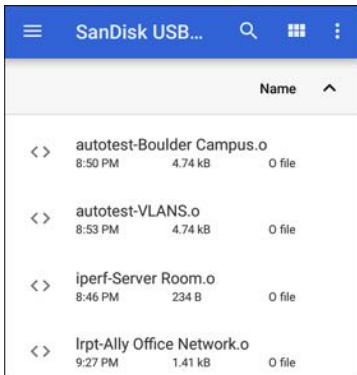 SanDisk USB...
Name
autotest-Boulder Campus.o
8:50 PM 4.74 kB O file
autotest-VLANS.o
8:53 PM 4.74 kB O file
iperf-Server Room.o
8:46 PM 234 B O file
lrpt-Ally Office Network.o
9:27 PM 1.41 kB O file